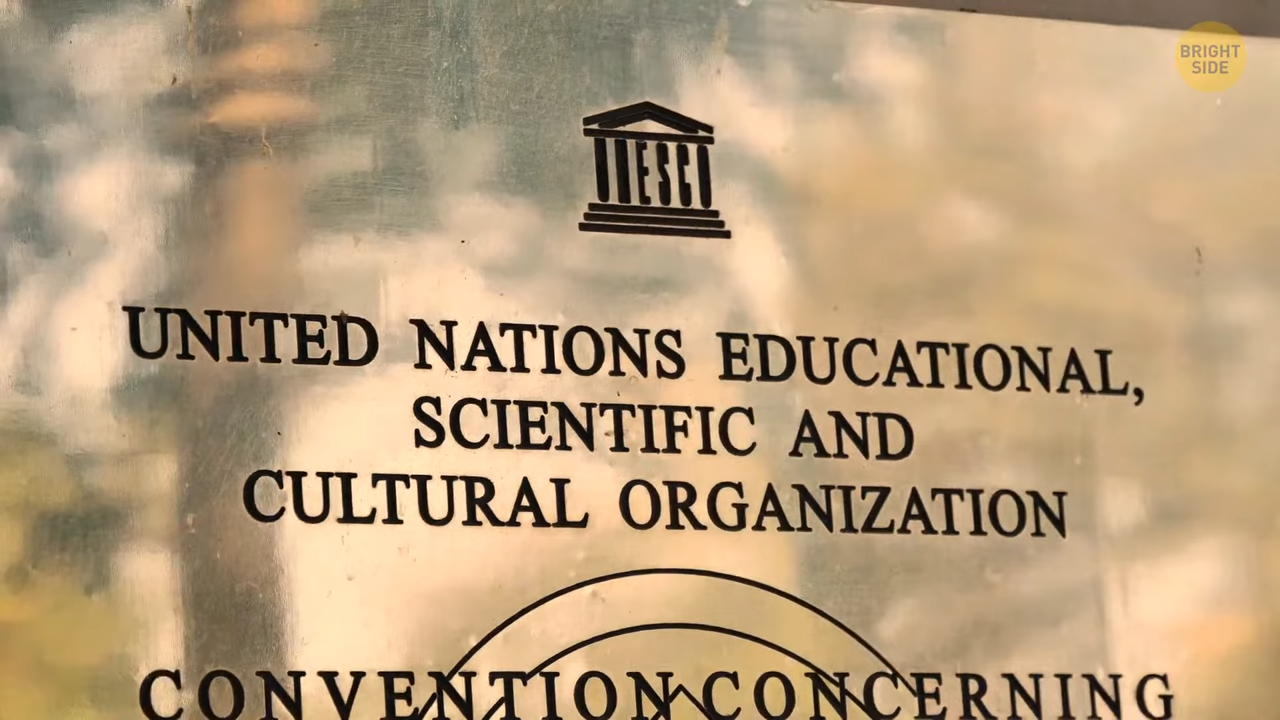 BRIGHT
SIDE
UNESCO
UNITED NATIONS EDUCATIONAL,
SCIENTIFIC AND
CULTURAL ORGANIZATION
CONVENTION CONCERNING